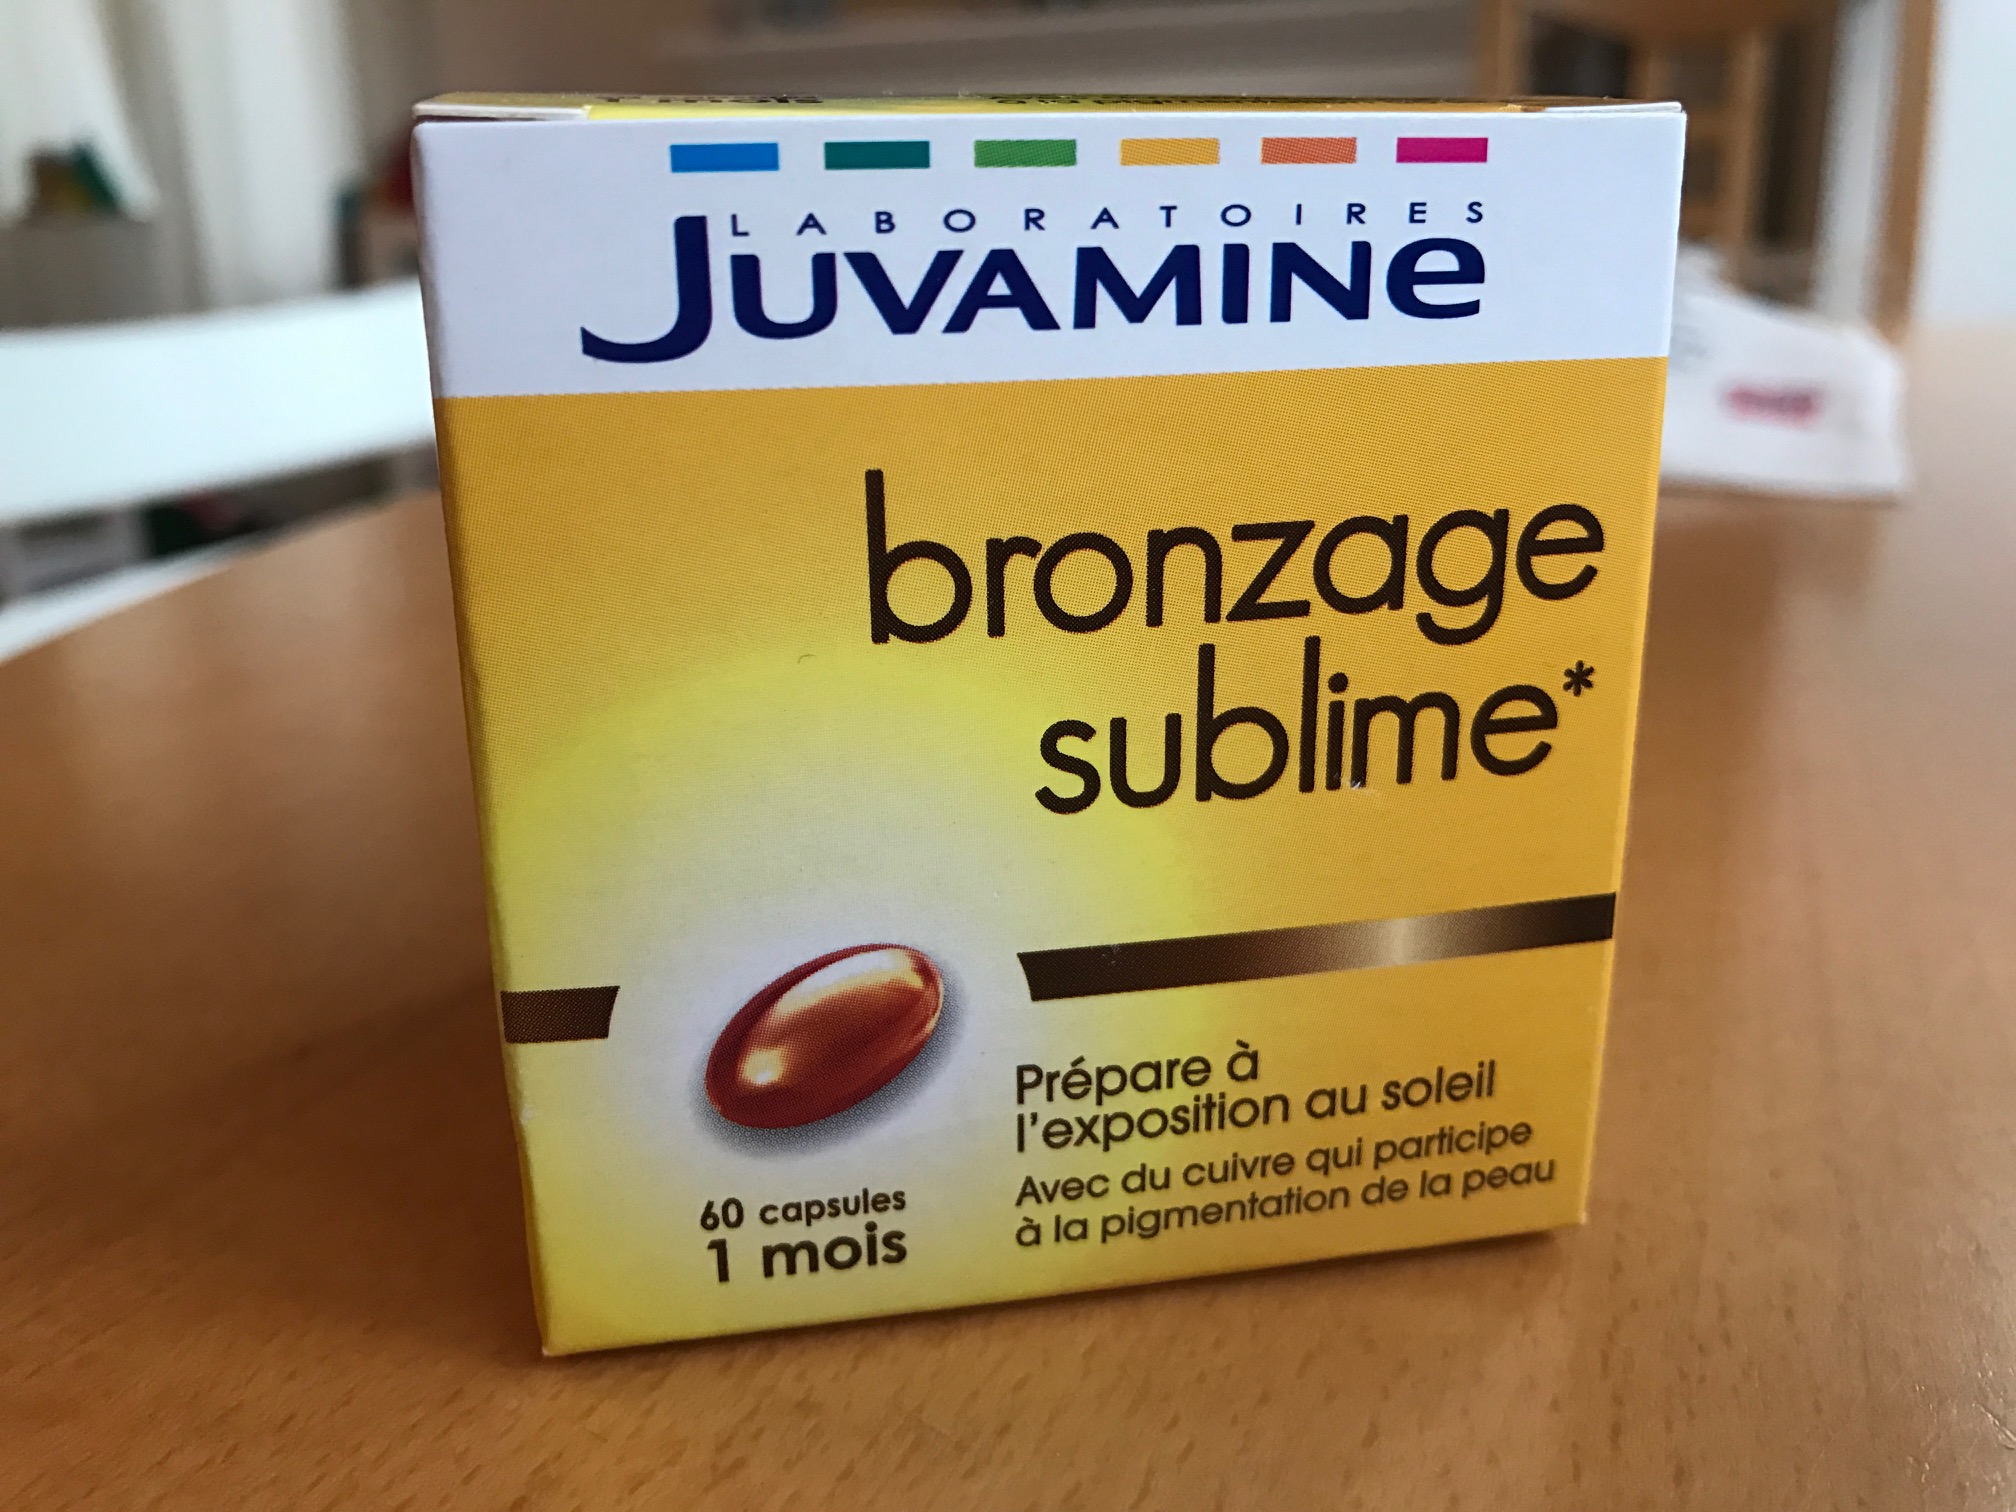 LABORATOIRES
JUVAMINe
bronzage
sublime*
Prépare à
l'exposition au soleil
Avec du cuivre qui participe
à la pigmentation de la peau
60 capsules
1 mois